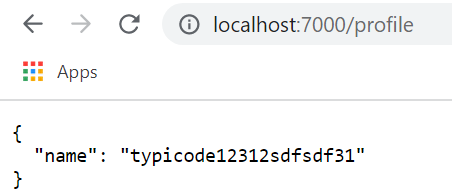 localhost:7000/profile
Apps
{
"name": "typicode12312sdfsdf31"
}